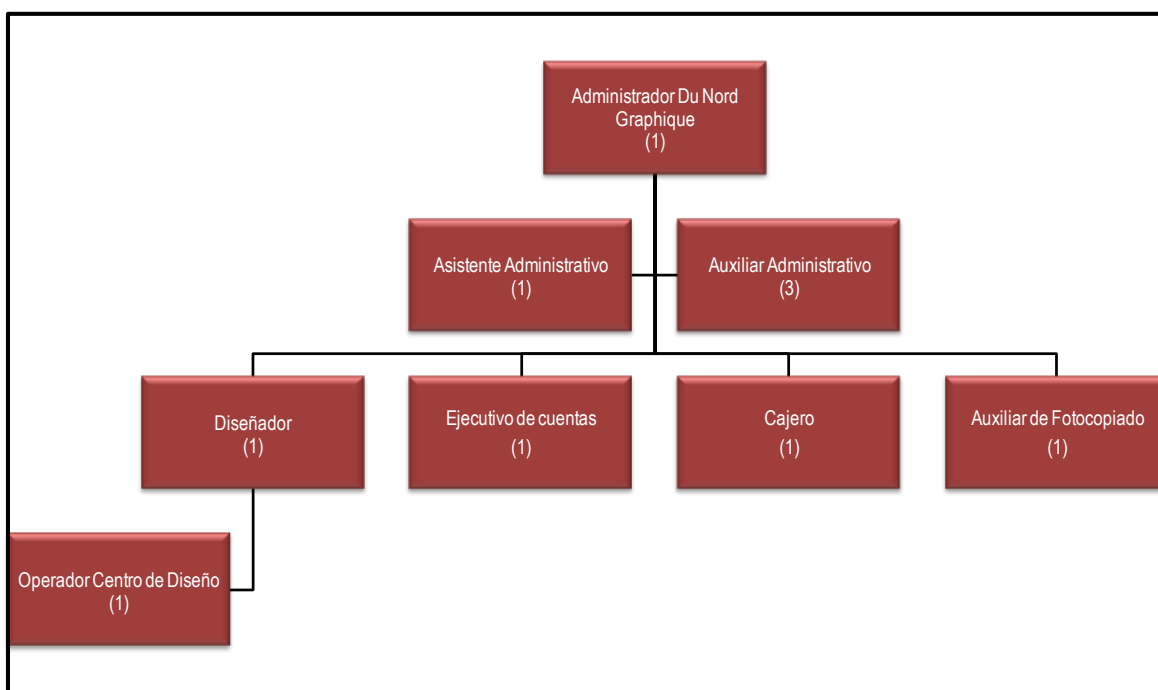 Administrador Du Nord
Graphique
(1)
Asistente Administrativo
(1)
Auxiliar Administrativo
(3)
Diseñador
(1)
Ejecutivo de cuentas
(1)
Cajero
(1)
Auxiliar de Fotocopiado
(1)
Operador Centro de Diseño
(1)